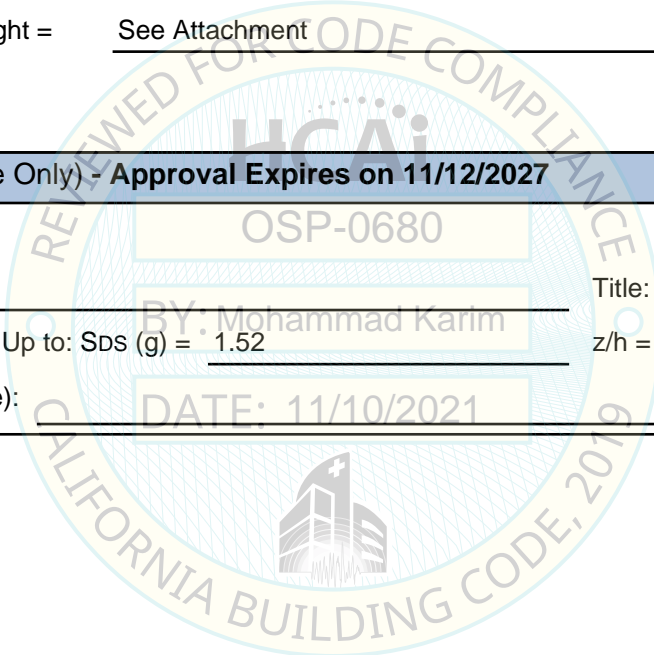 ght = See Attachment
REVIEWED FOR CODE COMPLIANCE
HCAi
e Only) - Approval Expires on 11/12/2027
OSP-0680
Title:
BY: Mohammad Karim
Up to: SDS (g) = 1.52 z/h =
e):
DATE: 11/10/2021
CALIFORNIA BUILDING CODE, 2019